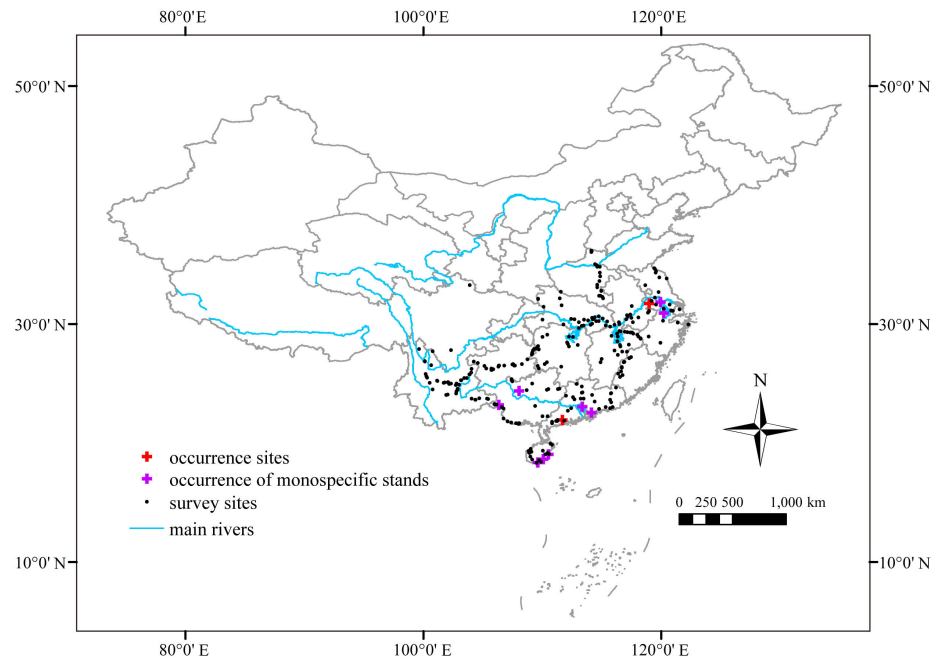 80°0' E 100°0' E 120°0' E
50°0' N 50°0' N
30°0' N 30°0' N
N
occurrence sites
occurrence of monospecific stands
survey sites
main rivers
0 250 500 1,000 km
10°0' N 10°0' N
80°0' E 100°0' E 120°0' E